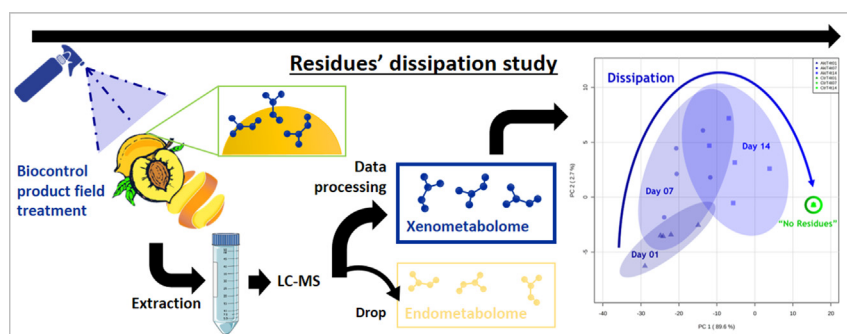 Residues' dissipation study
Biocontrol
product field
treatment
Extraction
LC-MS
Data
processing
Xenometabolome
Drop
Endometabolome
Dissipation
Day 14
Day 07
Day 01
"No Residues"
PC 2 ( 2.7 %)
10
5
0
-5
-40
-30
-20
-10
0
10
20
PC 1 ( 89.6 %)